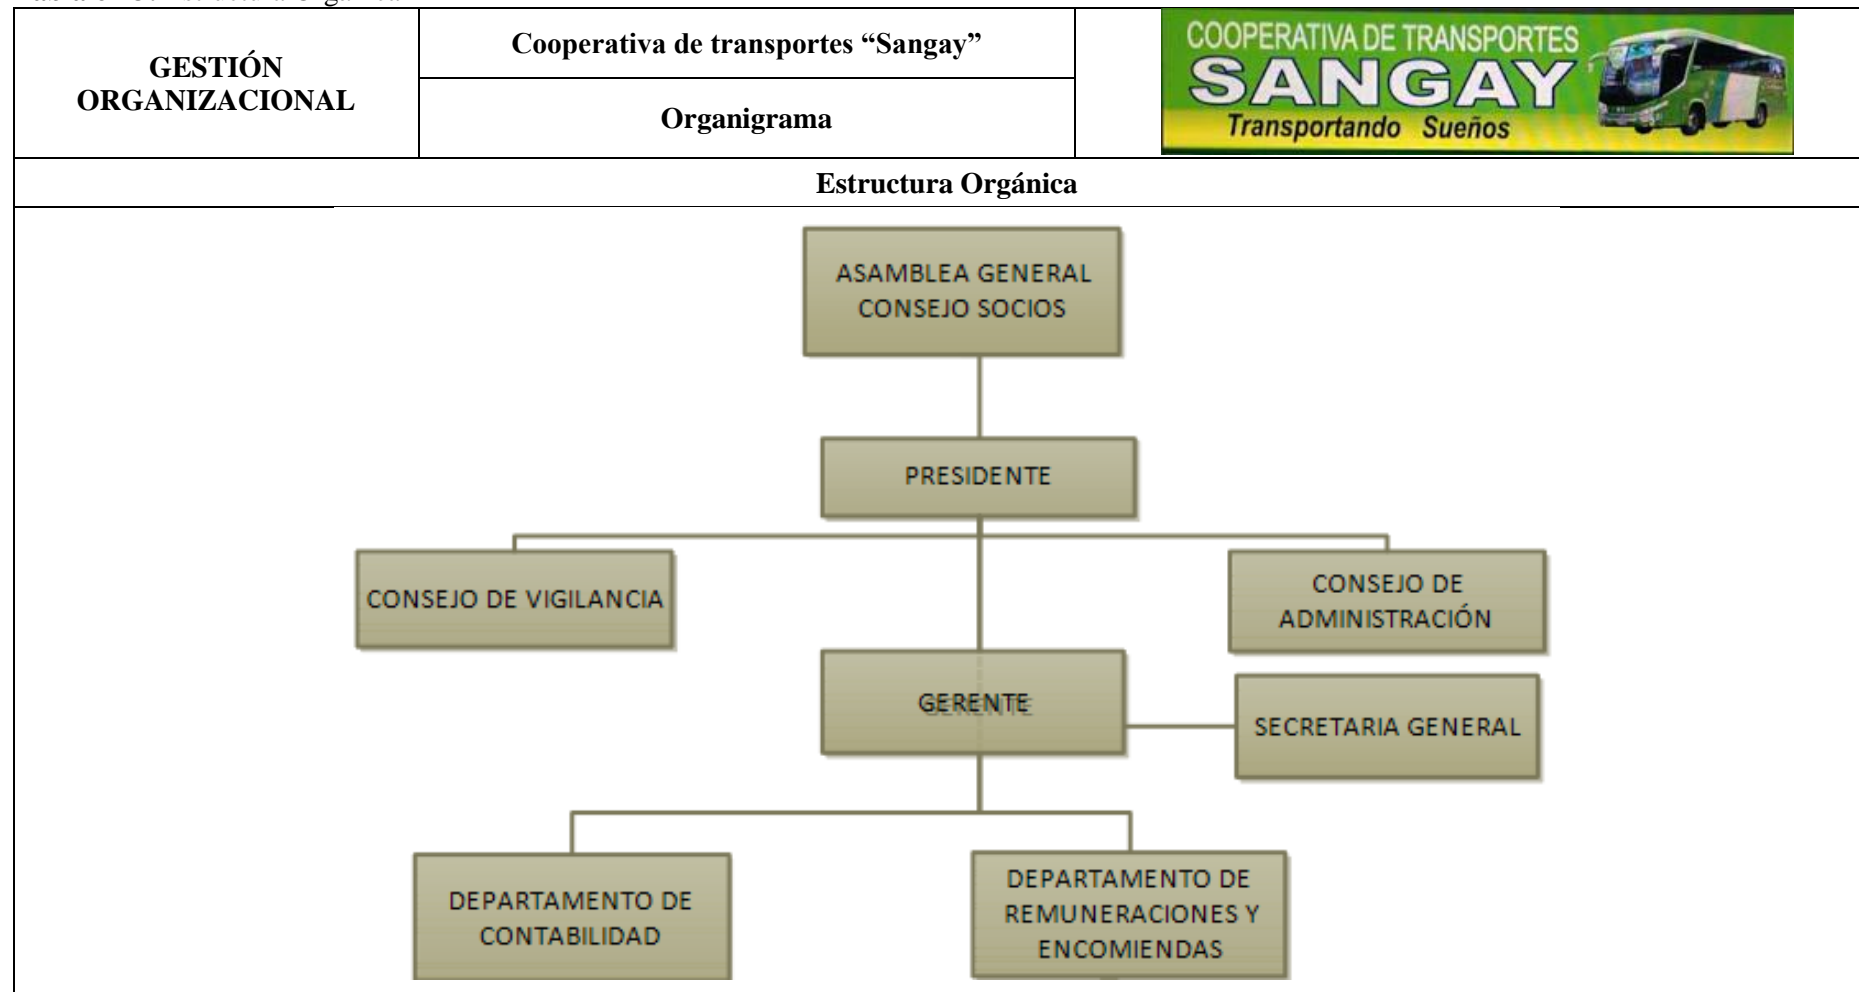 GESTIÓN
ORGANIZACIONAL
Cooperativa de transportes “Sangay”
Organigrama
COOPERATIVA DE TRANSPORTES
SANGAY
Transportando Sueños
Estructura Orgánica
ASAMBLEA GENERAL
CONSEJO SOCIOS
PRESIDENTE
CONSEJO DE VIGILANCIA
CONSEJO DE
ADMINISTRACIÓN
GERENTE
SECRETARIA GENERAL
DEPARTAMENTO DE
CONTABILIDAD
DEPARTAMENTO DE
REMUNERACIONES Y
ENCOMIENDAS